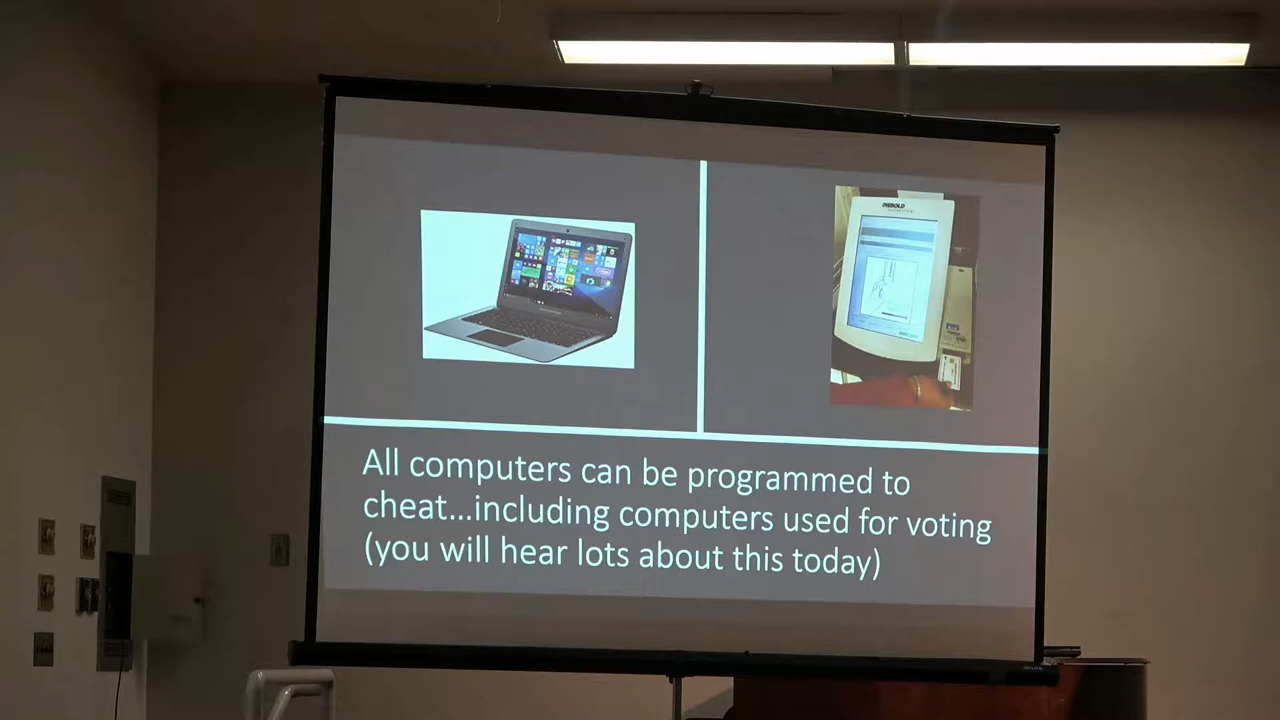 DIEBOLD
All computers can be programmed to
cheat...including computers used for voting
(you will hear lots about this today)